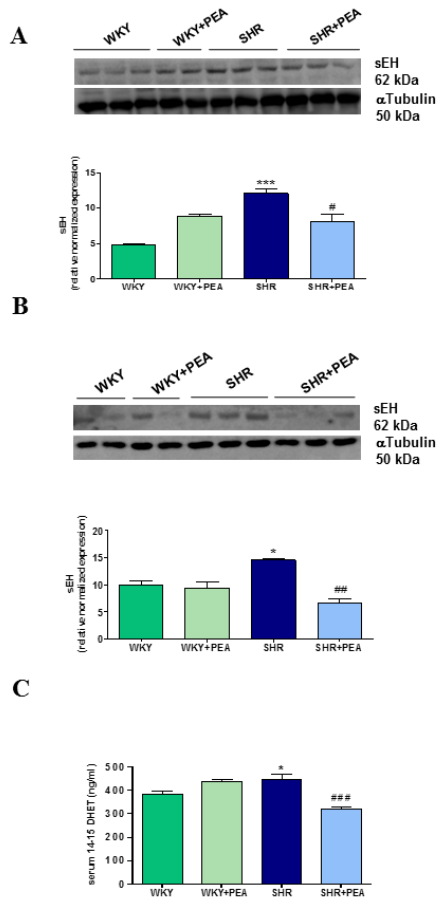 A
WKY WKY+PEA SHR SHR+PEA
sEH
62 kDa
αTubulin
50 kDa
sEH
(relative normalized expression)
15
10
5
0
***
#
WKY WKY+PEA SHR SHR+PEA
B
WKY WKY+PEA SHR SHR+PEA
sEH
62 kDa
αTubulin
50 kDa
sEH
(relative normalized expression)
20
15
10
5
0
*
##
WKY WKY+PEA SHR SHR+PEA
C
serum 14-15 DHET (ng/ml)
500
400
300
200
100
0
*
###
WKY WKY+PEA SHR SHR+PEA